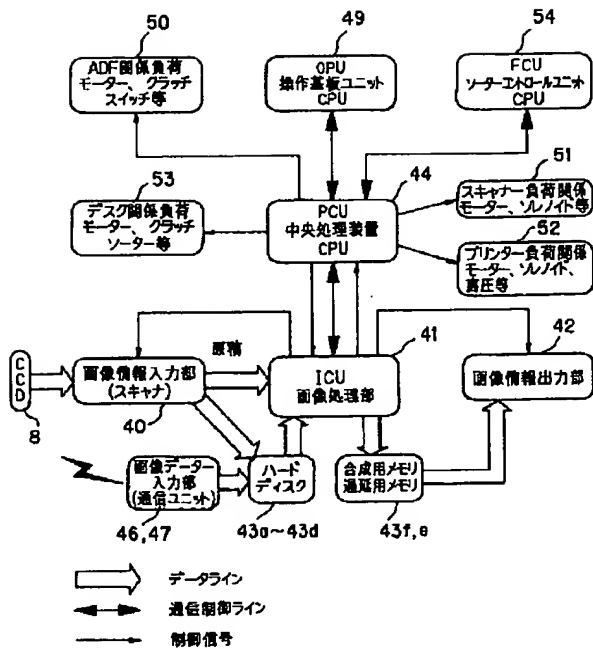 50
ADF関係負荷
モーター、クラッチ
スイッチ等
49
OPU
操作基板ユニット
CPU
54
FCU
ソーターコントロールユニット
CPU
53
デスク関係負荷
モーター、クラッチ
ソーター等
44
PCU
中央処理装置
CPU
51
スキャナー負荷関係
モーター、ソレノイド等
52
プリンター負荷関係
モーター、ソレノイド、
高圧等
CCD
8
画像情報入力部
(スキャナ)
40
原稿
41
ICU
画像処理部
42
画像情報出力部
画像データー
入力部
(通信ユニット)
46,47
ハード
ディスク
43a〜43d
合成用メモリ
遅延用メモリ
43f,e
データライン
通信制御ライン
制御信号